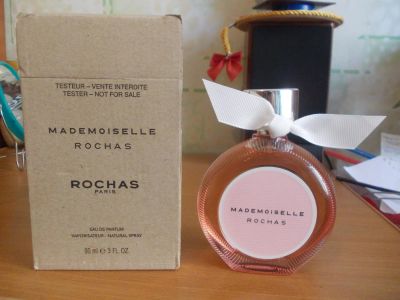 TESTEUR – VENTE INTERDITE
TESTER – NOT FOR SALE
MADEMOISELLE
ROCHAS
ROCHAS
PARIS
EAU DE PARFUM
VAPORISATEUR - NATURAL SPRAY
90 ml e 3 FL. OZ.
MADEMOISELLE
ROCHAS